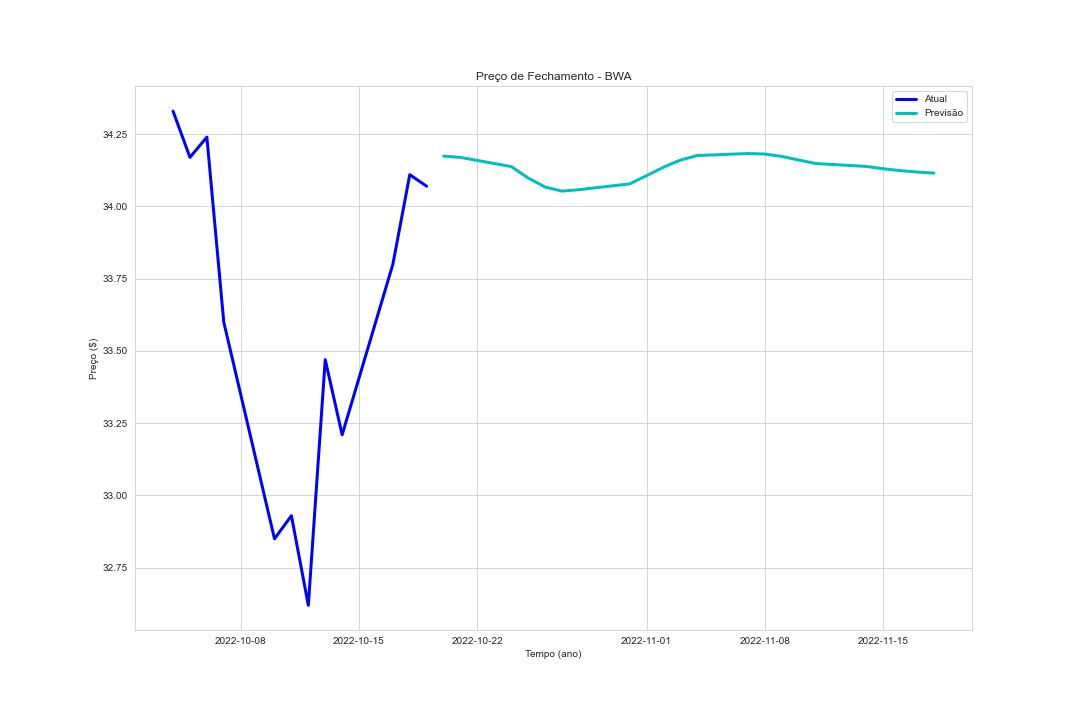 Preço de Fechamento - BWA
Atual
Previsão
34.25
34.00
33.75
33.50
33.25
33.00
32.75
Preço ($)
2022-10-08
2022-10-15
2022-10-22
2022-11-01
2022-11-08
2022-11-15
Tempo (ano)